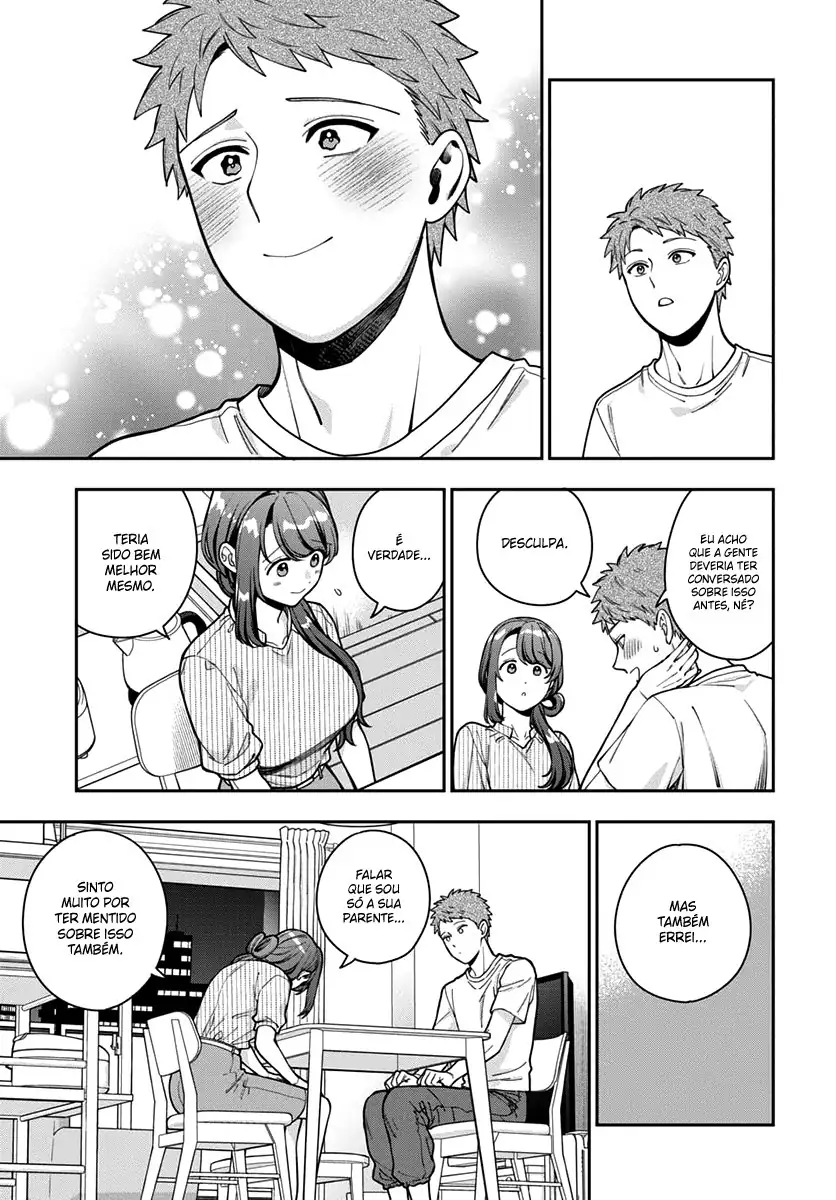 EU ACHO
QUE A GENTE
DEVERIA TER
CONVERSADO
SOBRE ISSO
ANTES, NÉ?
DESCULPA.
É
VERDADE...
TERIA
SIDO BEM
MELHOR
MESMO.
MAS
TAMBÉM
ERREI...
FALAR
QUE SOU
SÓ A SUA
PARENTE...
SINTO
MUITO POR
TER MENTIDO
SOBRE ISSO
TAMBÉM.